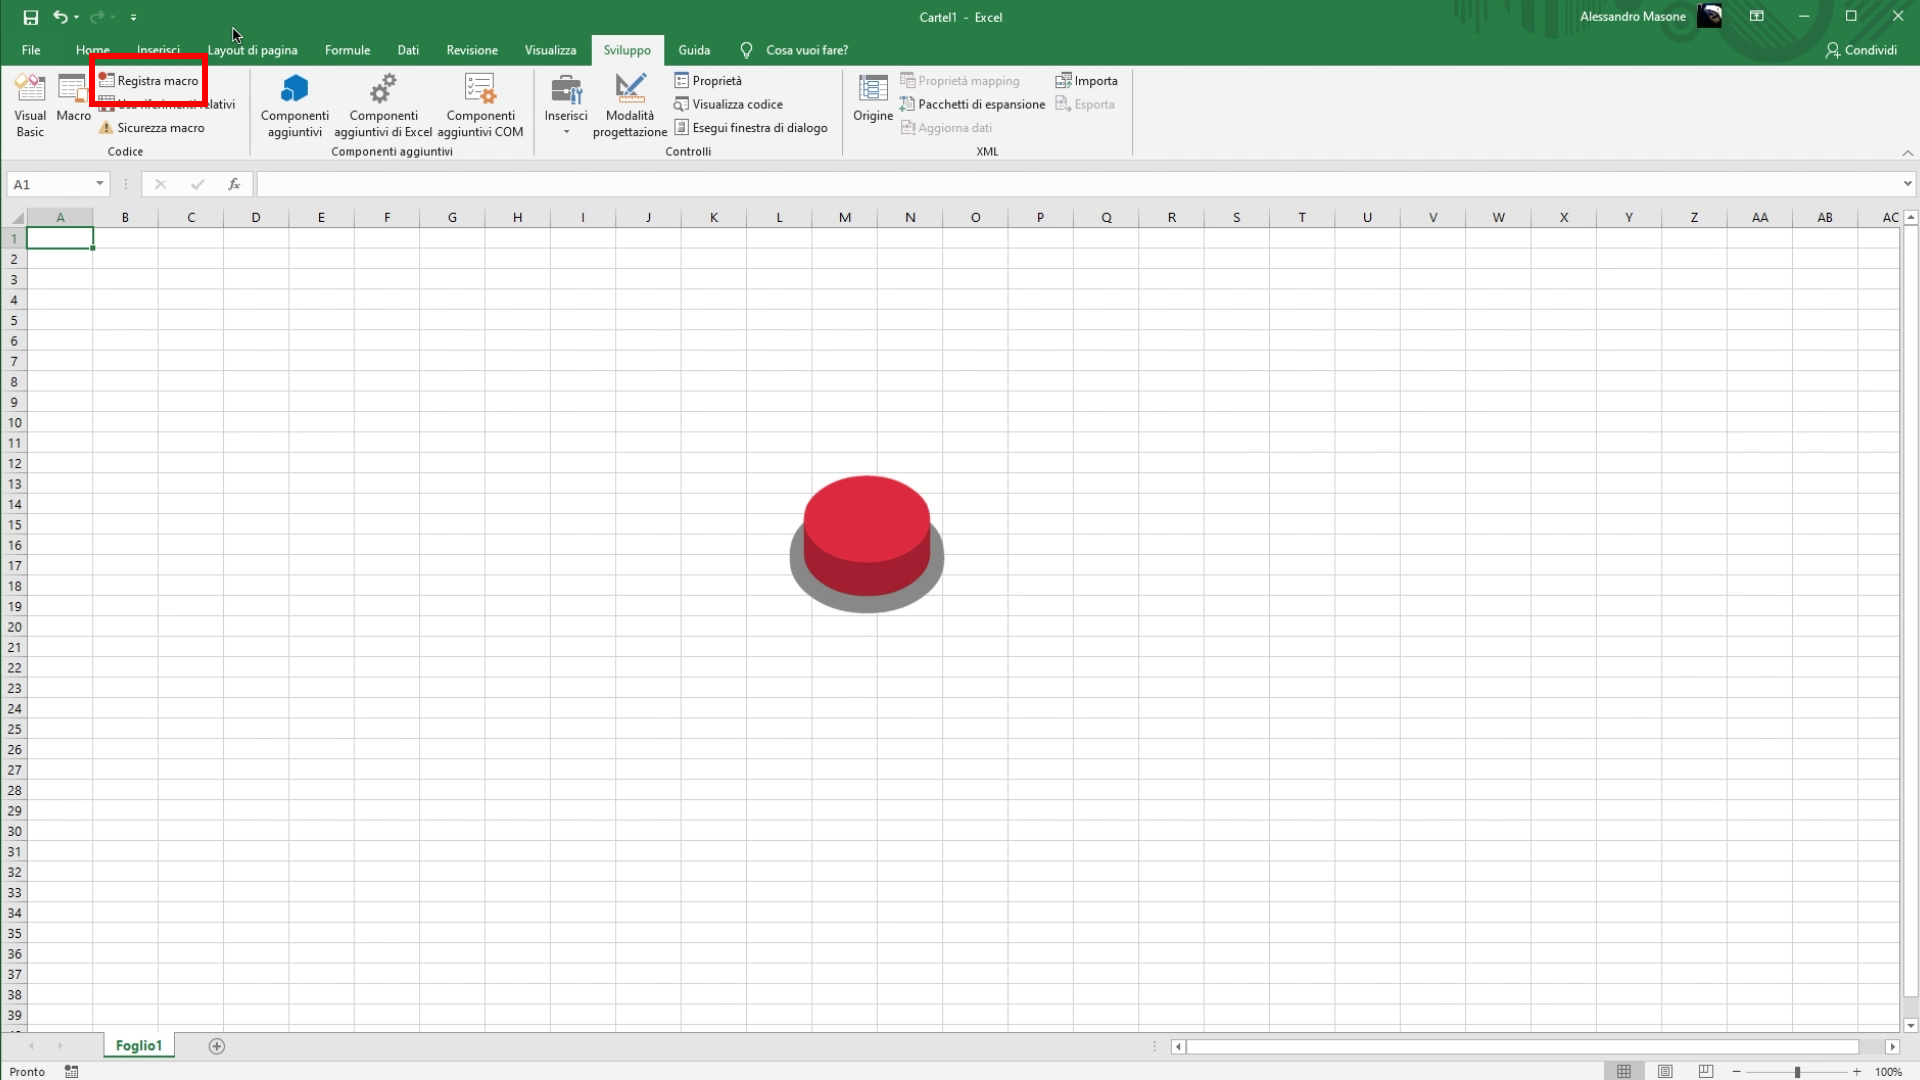 Cartel1 - Excel
Alessandro Masone
File Home Inserisci Layout di pagina Formule Dati Revisione Visualizza Sviluppo Guida Cosa vuoi fare? Condividi
Visual Basic
Macro
Registra macro
Usa riferimenti relativi
Sicurezza macro
Codice
Componenti aggiuntivi
Componenti aggiuntivi di Excel
Componenti aggiuntivi COM
Componenti aggiuntivi
Inserisci
Modalità progettazione
Proprietà
Visualizza codice
Esegui finestra di dialogo
Controlli
Origine
Proprietà mapping
Pacchetti di espansione
Aggiorna dati
Importa
Esporta
XML
A1
fx
A B C D E F G H I J K L M N O P Q R S T U V W X Y Z AA AB AC
1
2
3
4
5
6
7
8
9
10
11
12
13
14
15
16
17
18
19
20
21
22
23
24
25
26
27
28
29
30
31
32
33
34
35
36
37
38
39
Foglio1
Pronto
100%